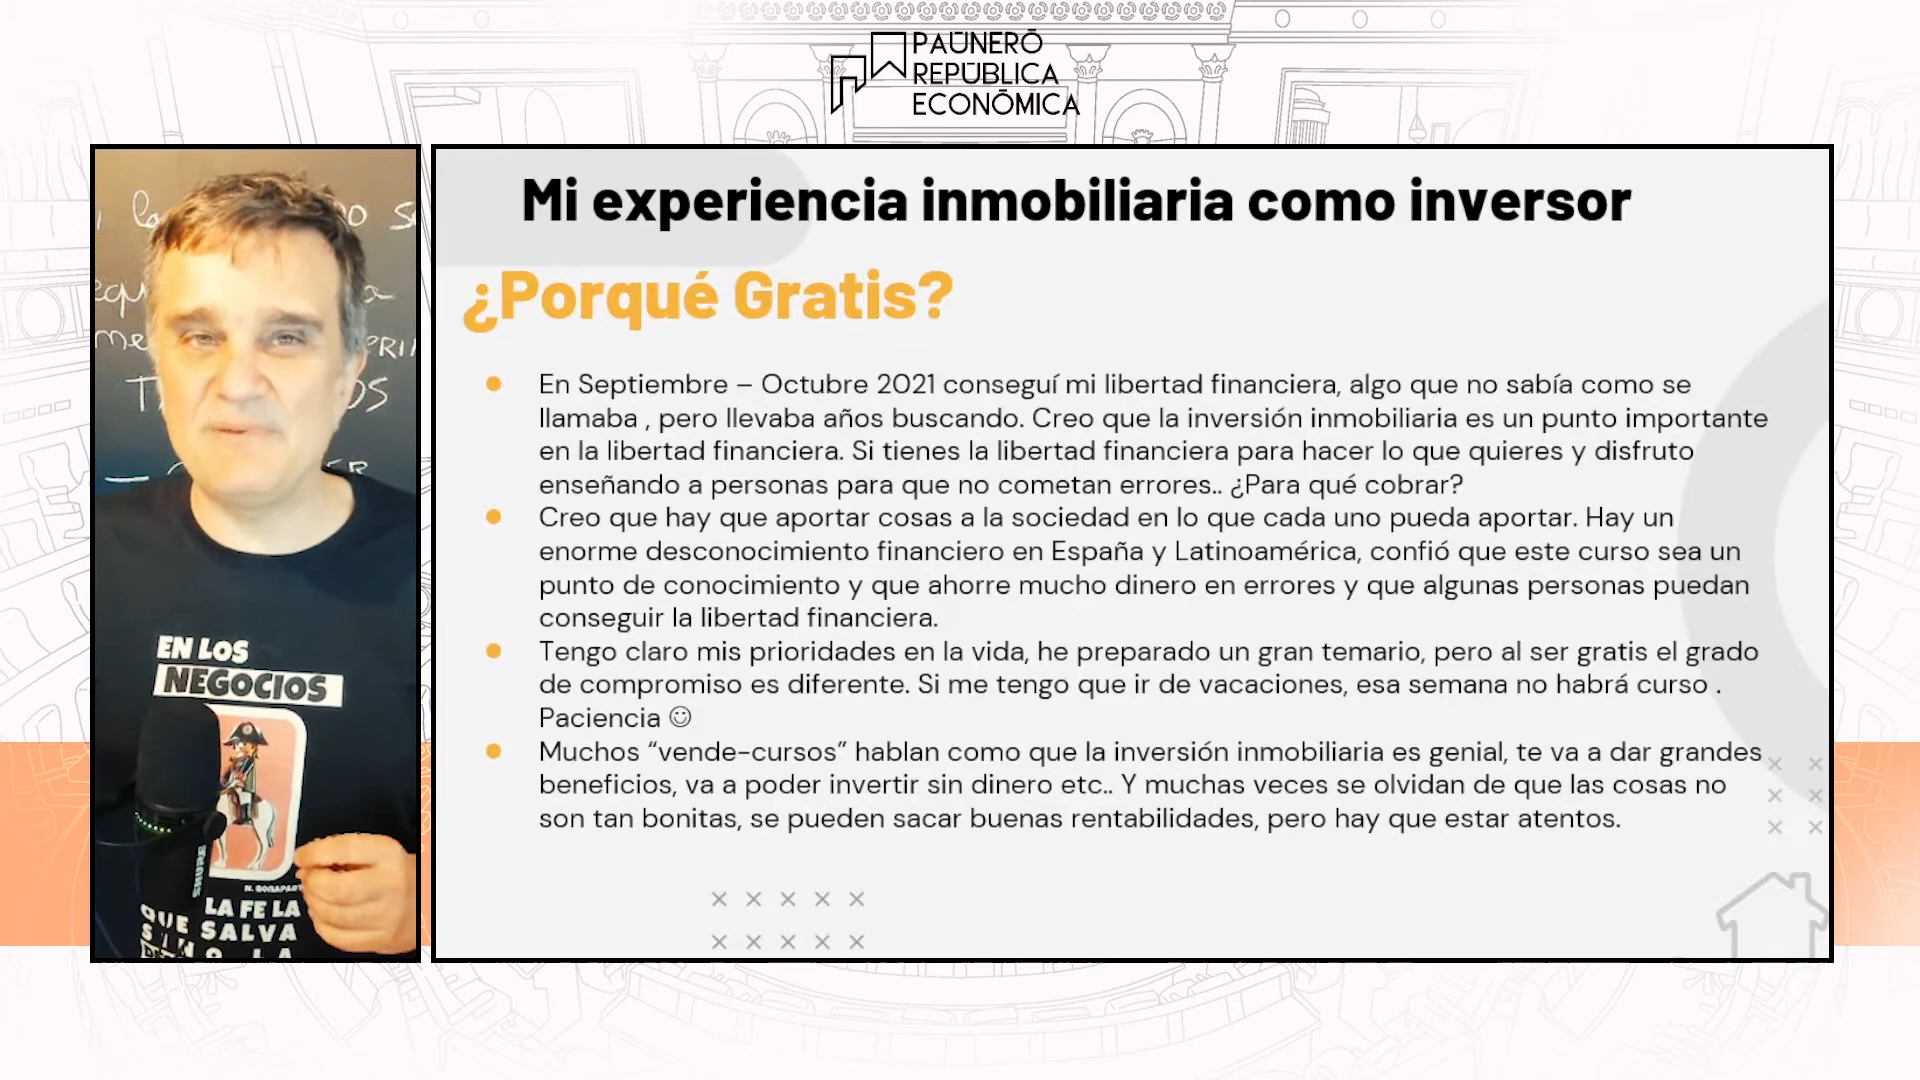 PAŪNERŌ
REPŪBLICA
ECONŌMICA
Mi experiencia inmobiliaria como inversor
¿Porqué Gratis?
En Septiembre – Octubre 2021 conseguí mi libertad financiera, algo que no sabía como se
llamaba , pero llevaba años buscando. Creo que la inversión inmobiliaria es un punto importante
en la libertad financiera. Si tienes la libertad financiera para hacer lo que quieres y disfruto
enseñando a personas para que no cometan errores.. ¿Para qué cobrar?
Creo que hay que aportar cosas a la sociedad en lo que cada uno pueda aportar. Hay un
enorme desconocimiento financiero en España y Latinoamérica, confió que este curso sea un
punto de conocimiento y que ahorre mucho dinero en errores y que algunas personas puedan
conseguir la libertad financiera.
Tengo claro mis prioridades en la vida, he preparado un gran temario, pero al ser gratis el grado
de compromiso es diferente. Si me tengo que ir de vacaciones, esa semana no habrá curso .
Paciencia ☺
Muchos “vende-cursos” hablan como que la inversión inmobiliaria es genial, te va a dar grandes
beneficios, va a poder invertir sin dinero etc.. Y muchas veces se olvidan de que las cosas no
son tan bonitas, se pueden sacar buenas rentabilidades, pero hay que estar atentos.
EN LOS
NEGOCIOS
LA FE LA
QUE SALVA
SINO LA